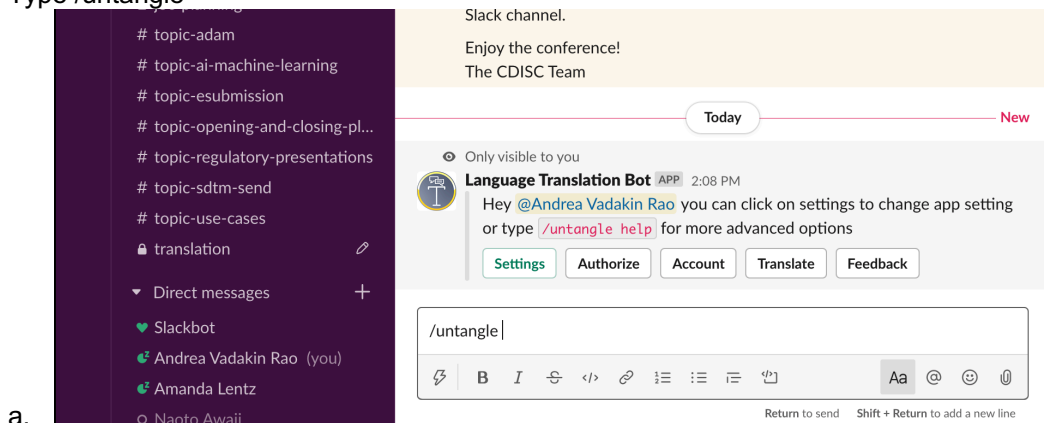 Type /untangle
# topic-adam
# topic-ai-machine-learning
# topic-esubmission
# topic-opening-and-closing-pl...
# topic-regulatory-presentations
# topic-sdtm-send
# topic-use-cases
translation
Direct messages
Slackbot
Andrea Vadakin Rao (you)
Amanda Lentz
Naoto Awaji
Slack channel.
Enjoy the conference!
The CDISC Team
Today
New
Only visible to you
Language Translation Bot APP 2:08 PM
Hey @Andrea Vadakin Rao you can click on settings to change app setting
or type /untangle help for more advanced options
Settings Authorize Account Translate Feedback
/untangle
B I S </> Aa @
Return to send Shift + Return to add a new line
a.